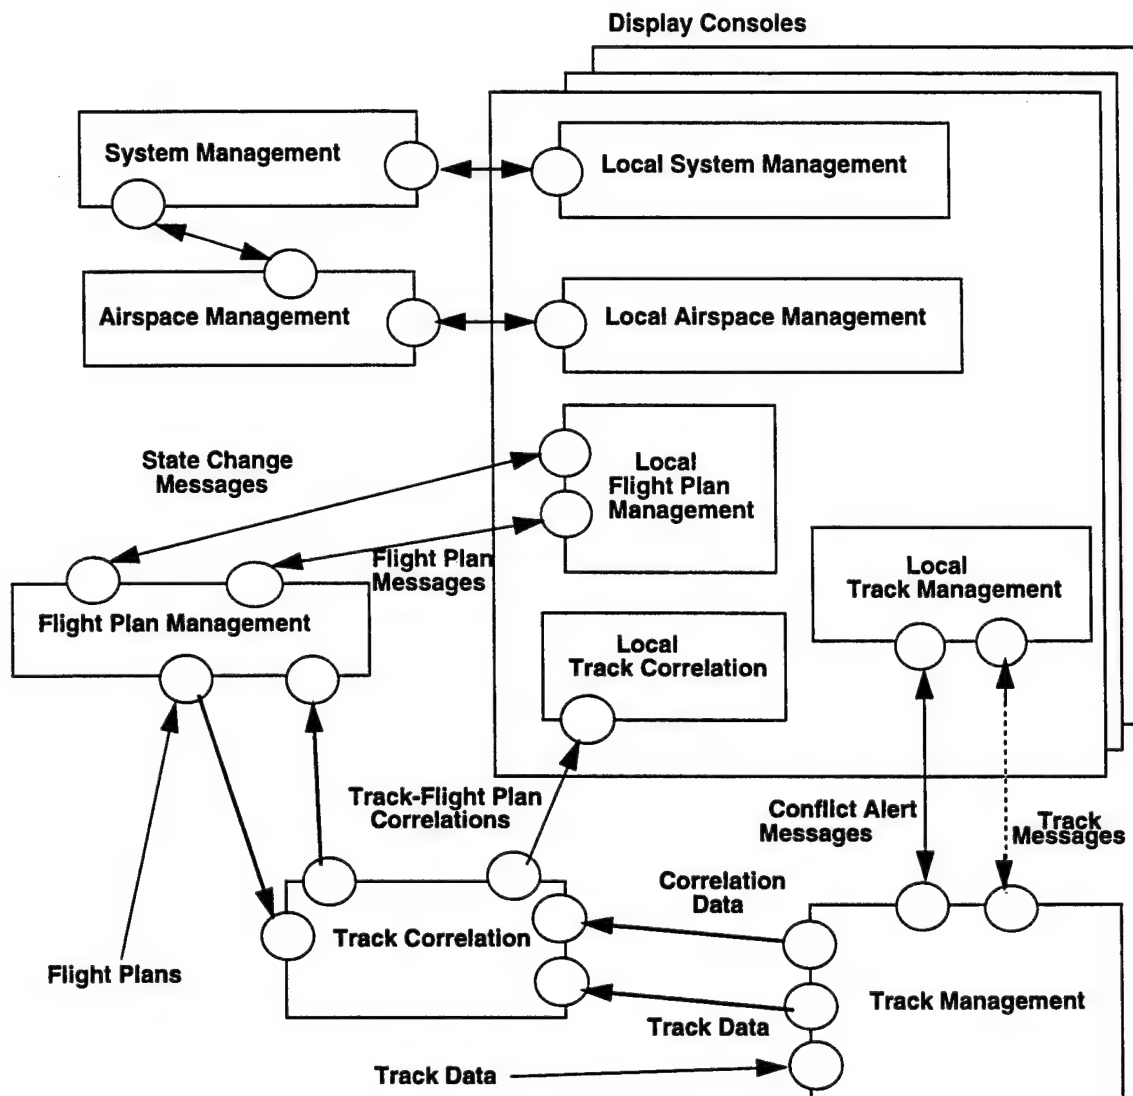 Display Consoles
System Management
Local System Management
Airspace Management
Local Airspace Management
State Change
Messages
Local
Flight Plan
Management
Flight Plan
Messages
Local
Track Management
Flight Plan Management
Local
Track Correlation
Track-Flight Plan
Correlations
Conflict Alert
Messages
Track
Messages
Correlation
Data
Track Correlation
Flight Plans
Track Management
Track Data
Track Data